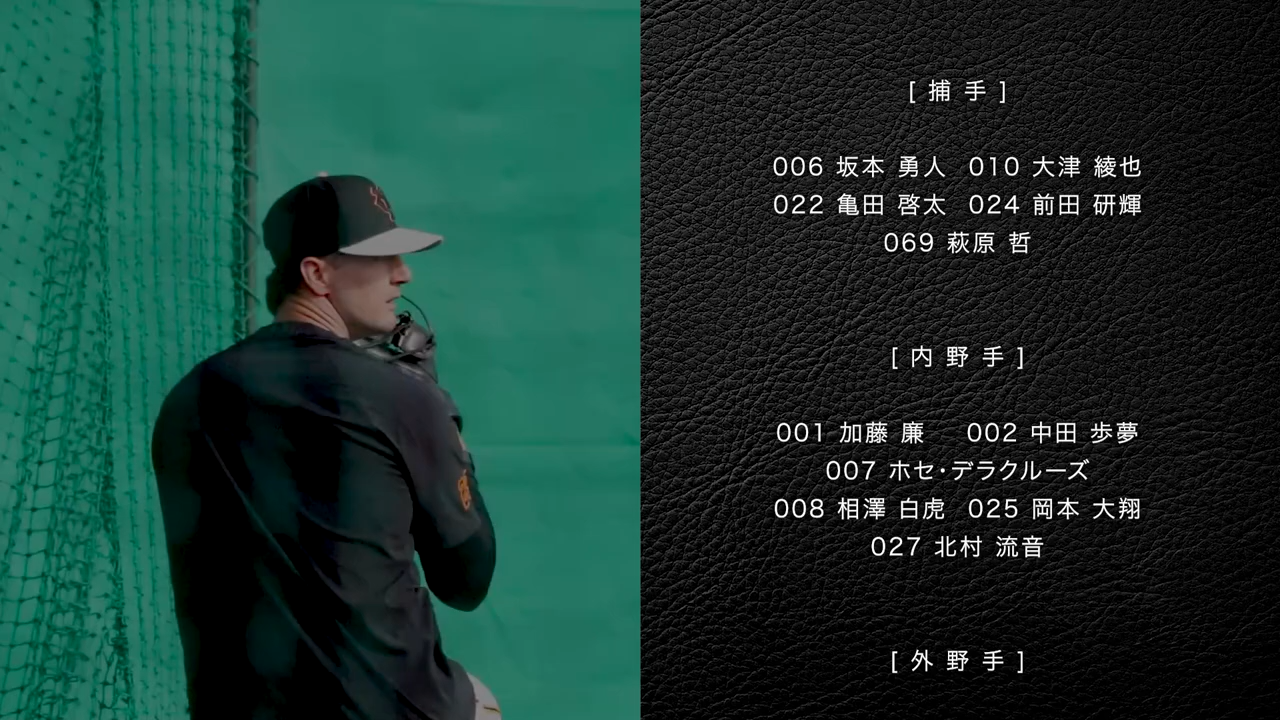 [ 捕 手 ]
006 坂本 勇人 010 大津 綾也
022 亀田 啓太 024 前田 研輝
069 萩原 哲
[ 内 野 手 ]
001 加藤 廉 002 中田 歩夢
007 ホセ・デラクルーズ
008 相澤 白虎 025 岡本 大翔
027 北村 流音
[ 外 野 手 ]